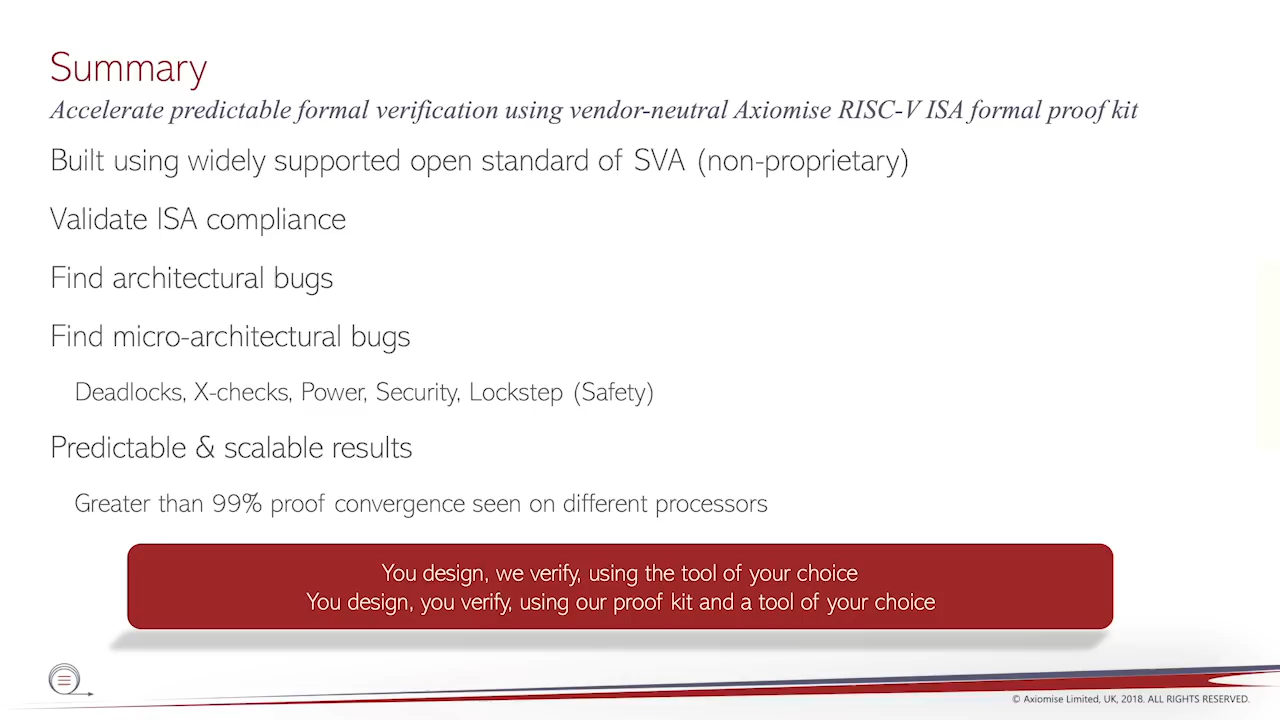 Summary
Accelerate predictable formal verification using vendor-neutral Axiomise RISC-V ISA formal proof kit
Built using widely supported open standard of SVA (non-proprietary)
Validate ISA compliance
Find architectural bugs
Find micro-architectural bugs
Deadlocks, X-checks, Power, Security, Lockstep (Safety)
Predictable & scalable results
Greater than 99% proof convergence seen on different processors
You design, we verify, using the tool of your choice
You design, you verify, using our proof kit and a tool of your choice
© Axiomise Limited, UK, 2018. ALL RIGHTS RESERVED.